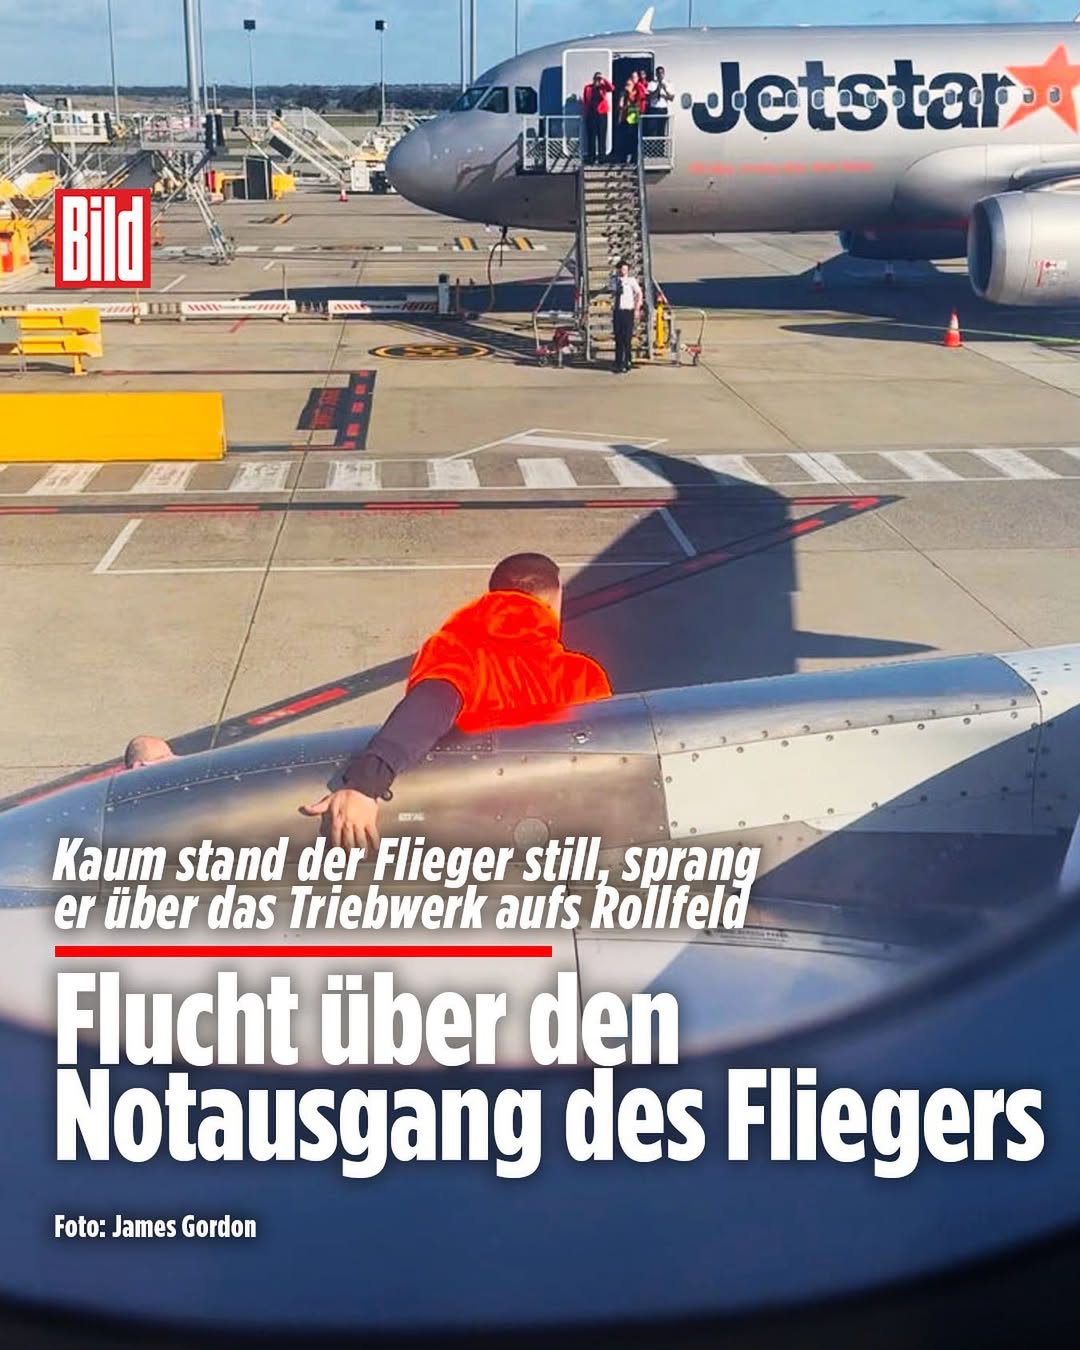 Jetstar
Bild
Kaum stand der Flieger still, sprang
er über das Triebwerk aufs Rollfeld
Flucht über den
Notausgang des Fliegers
Foto: James Gordon